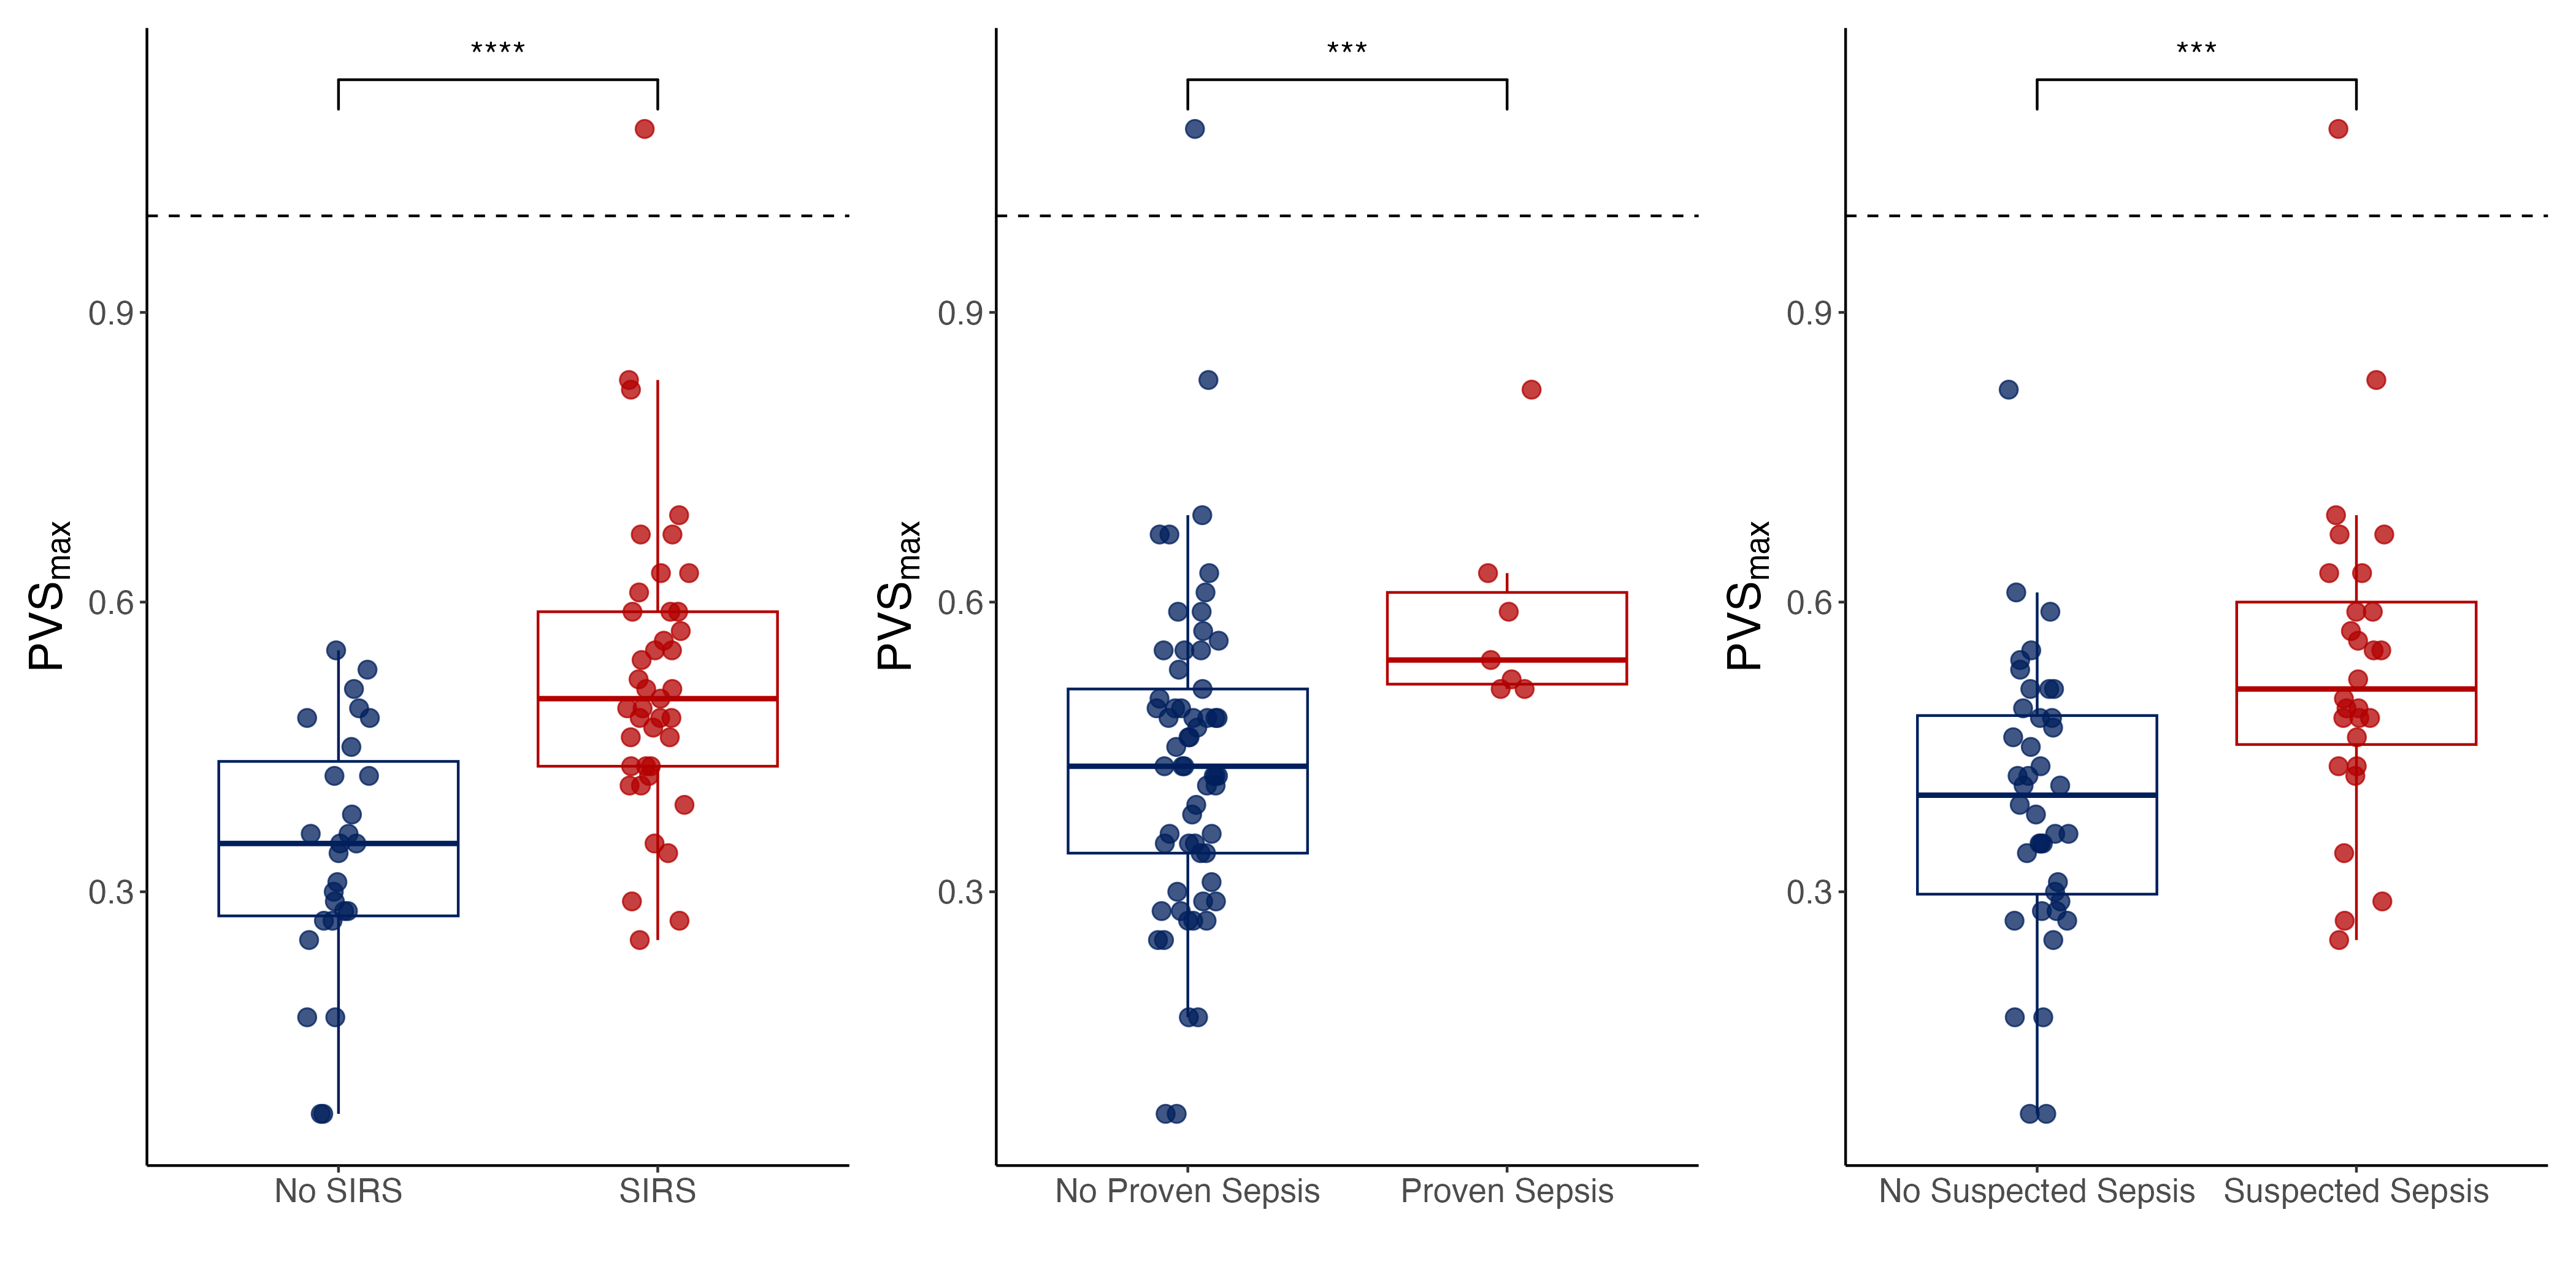 ****
PVSmax
0.9
0.6
0.3
No SIRS
SIRS
***
PVSmax
0.9
0.6
0.3
No Proven Sepsis
Proven Sepsis
***
PVSmax
0.9
0.6
0.3
No Suspected Sepsis
Suspected Sepsis